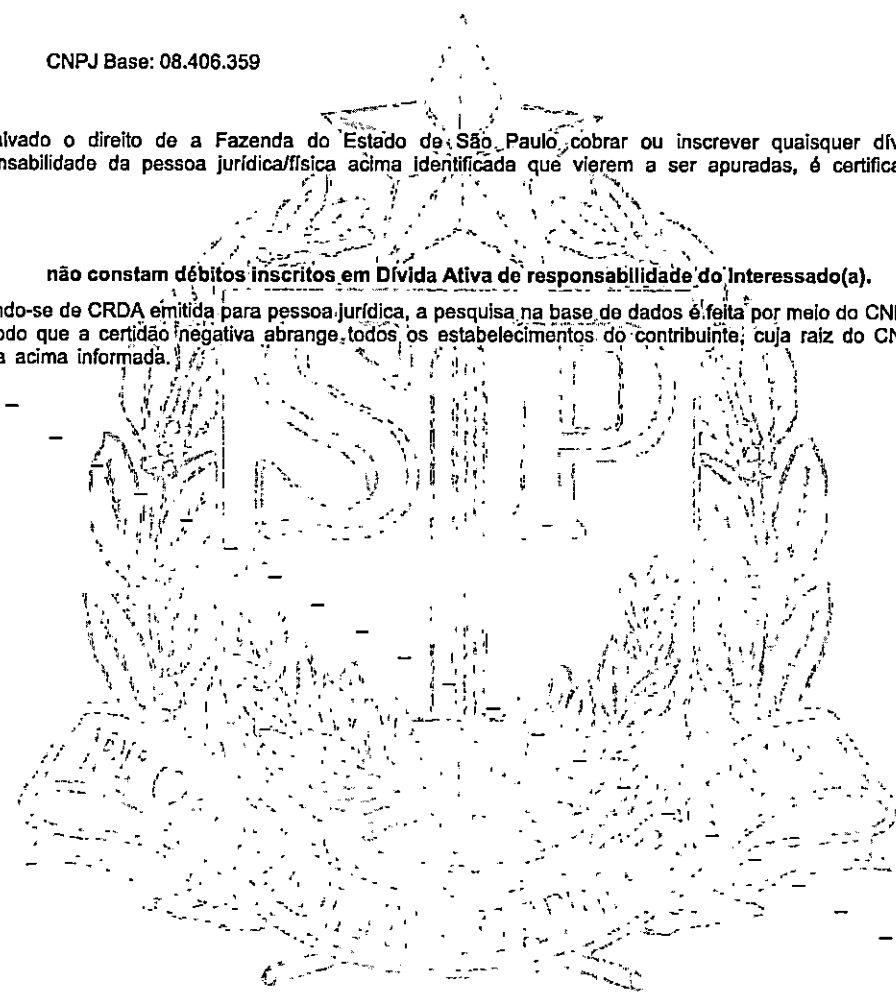 CNPJ Base: 08.406.359
lvado o direito de a Fazenda do Estado de São Paulo cobrar ou inscrever quaisquer dív
nsabilidade da pessoa jurídica/física acima identificada que vierem a ser apuradas, é certifica
não constam débitos inscritos em Dívida Ativa de responsabilidade do Interessado(a).
ndo-se de CRDA emitida para pessoa jurídica, a pesquisa na base de dados é feita por meio do CN
odo que a certidão negativa abrange todos os estabelecimentos do contribuinte, cuja raiz do CN
a acima informada.
SP